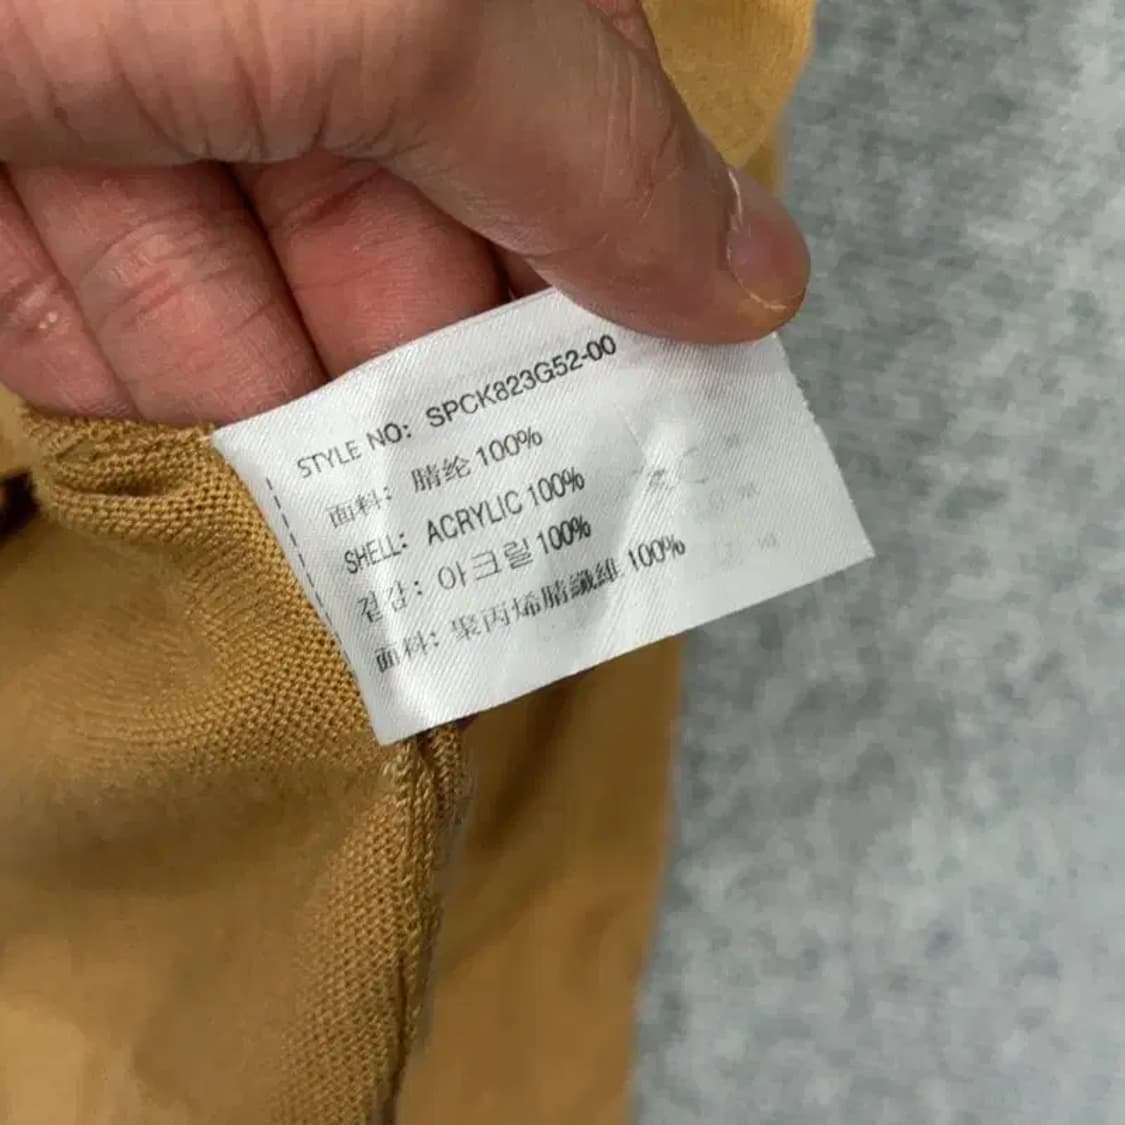 STYLE NO: SPCK823G52-00
面料: 腈纶 100%
SHELL: ACRYLIC 100%
겉감: 아크릴 100%
面料: 聚丙烯腈纖維 100%